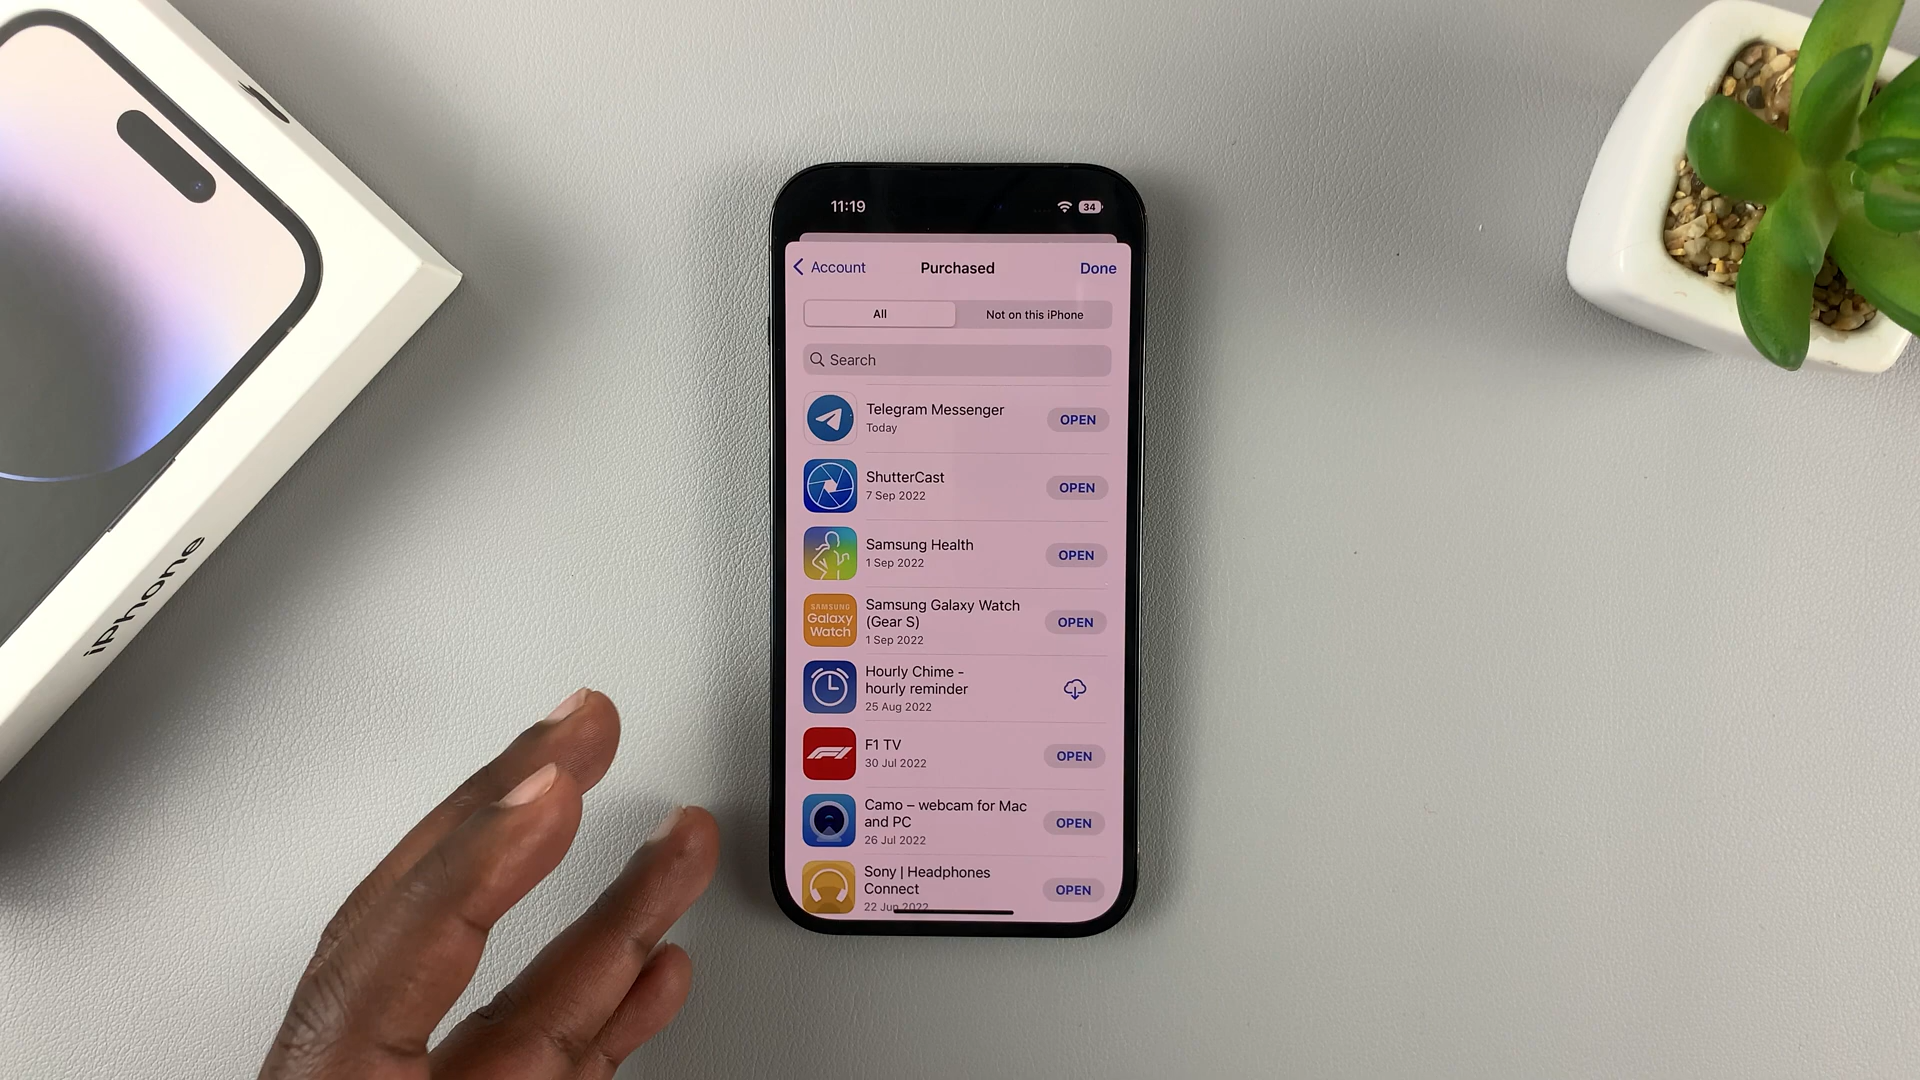 iPhone
11:19
34
Account
Purchased
Done
All
Not on this iPhone
Search
Telegram Messenger
Today
OPEN
ShutterCast
7 Sep 2022
OPEN
Samsung Health
1 Sep 2022
OPEN
SAMSUNG
Galaxy
Watch
Samsung Galaxy Watch
(Gear S)
1 Sep 2022
OPEN
Hourly Chime -
hourly reminder
25 Aug 2022
F1 TV
30 Jul 2022
OPEN
Camo – webcam for Mac
and PC
26 Jul 2022
OPEN
Sony | Headphones
Connect
22 Jun 2022
OPEN